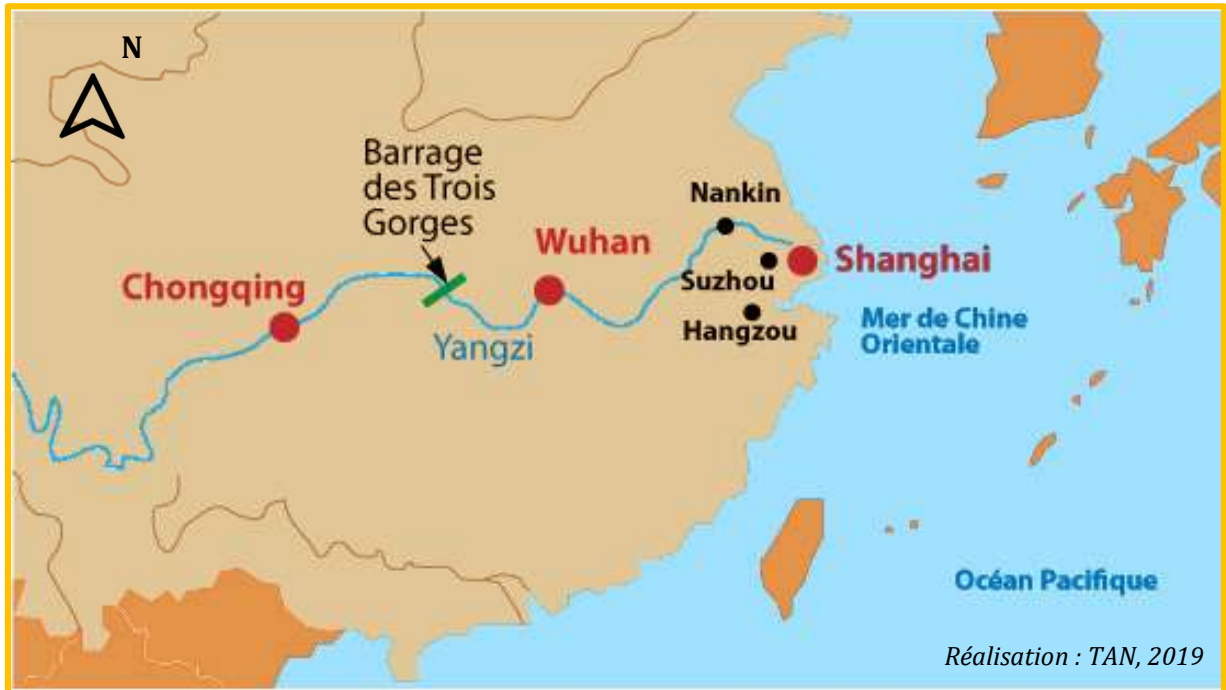 N
Barrage
des Trois
Gorges
Nankin
Wuhan
Shanghai
Suzhou
Chongqing
Hangzou
Mer de Chine
Orientale
Yangzi
Océan Pacifique
Réalisation : TAN, 2019